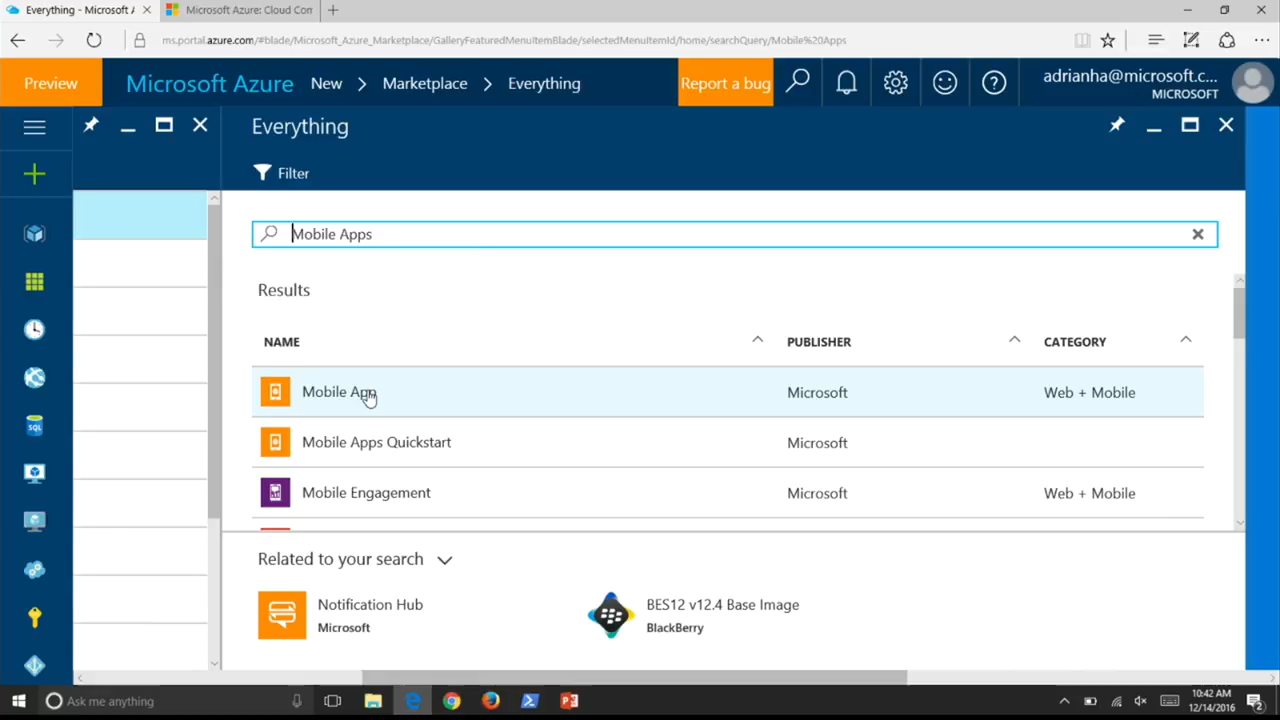 Everything - Microsoft A
Microsoft Azure: Cloud Com
ms.portal.azure.com/#blade/Microsoft_Azure_Marketplace/GalleryFeaturedMenuItemBlade/selectedMenuItemId/home/searchQuery/Mobile%20Apps
Preview
Microsoft Azure New > Marketplace > Everything
Report a bug
adrianha@microsoft.c...
MICROSOFT
Everything
Filter
Mobile Apps
Results
NAME PUBLISHER CATEGORY
Mobile App Microsoft Web + Mobile
Mobile Apps Quickstart Microsoft
Mobile Engagement Microsoft Web + Mobile
Related to your search
Notification Hub
Microsoft
BES12 v12.4 Base Image
BlackBerry
SQL
Ask me anything
10:42 AM
12/14/2016
2